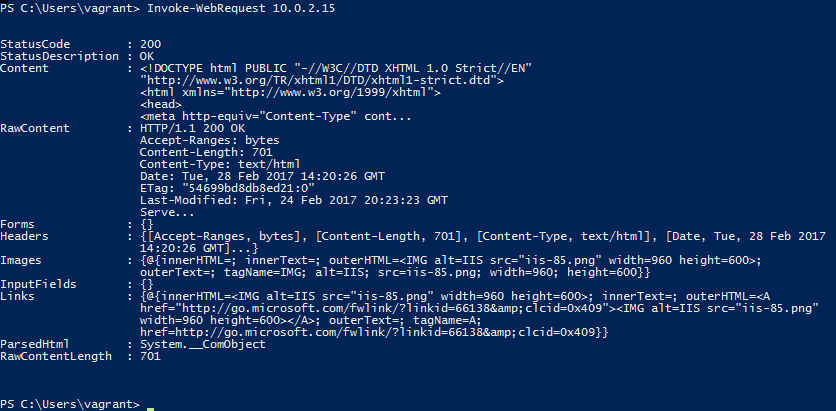 PS C:\Users\vagrant> Invoke-WebRequest 10.0.2.15
StatusCode        : 200
StatusDescription : OK
Content           : <!DOCTYPE html PUBLIC "-//W3C//DTD XHTML 1.0 Strict//EN"
                    "http://www.w3.org/TR/xhtml1/DTD/xhtml1-strict.dtd">
                    <html xmlns="http://www.w3.org/1999/xhtml">
                    <head>
                    <meta http-equiv="Content-Type" cont...
RawContent        : HTTP/1.1 200 OK
                    Accept-Ranges: bytes
                    Content-Length: 701
                    Content-Type: text/html
                    Date: Tue, 28 Feb 2017 14:20:26 GMT
                    ETag: "54699bd8db8ed21:0"
                    Last-Modified: Fri, 24 Feb 2017 20:23:23 GMT
                    Serve...
Forms             : {}
Headers           : {[Accept-Ranges, bytes], [Content-Length, 701], [Content-Type, text/html], [Date, Tue, 28 Feb 2017
                    14:20:26 GMT]...}
Images            : {@{innerHTML=; innerText=; outerHTML=<IMG alt=IIS src="iis-85.png" width=960 height=600>;
                    outerText=; tagName=IMG; alt=IIS; src=iis-85.png; width=960; height=600}}
InputFields       : {}
Links             : {@{innerHTML=<IMG alt=IIS src="iis-85.png" width=960 height=600>; innerText=; outerHTML=<A
                    href="http://go.microsoft.com/fwlink/?linkid=66138&amp;clcid=0x409"><IMG alt=IIS src="iis-85.png"
                    width=960 height=600></A>; outerText=; tagName=A;
                    href=http://go.microsoft.com/fwlink/?linkid=66138&amp;clcid=0x409}}
ParsedHtml        : System.__ComObject
RawContentLength  : 701
PS C:\Users\vagrant>